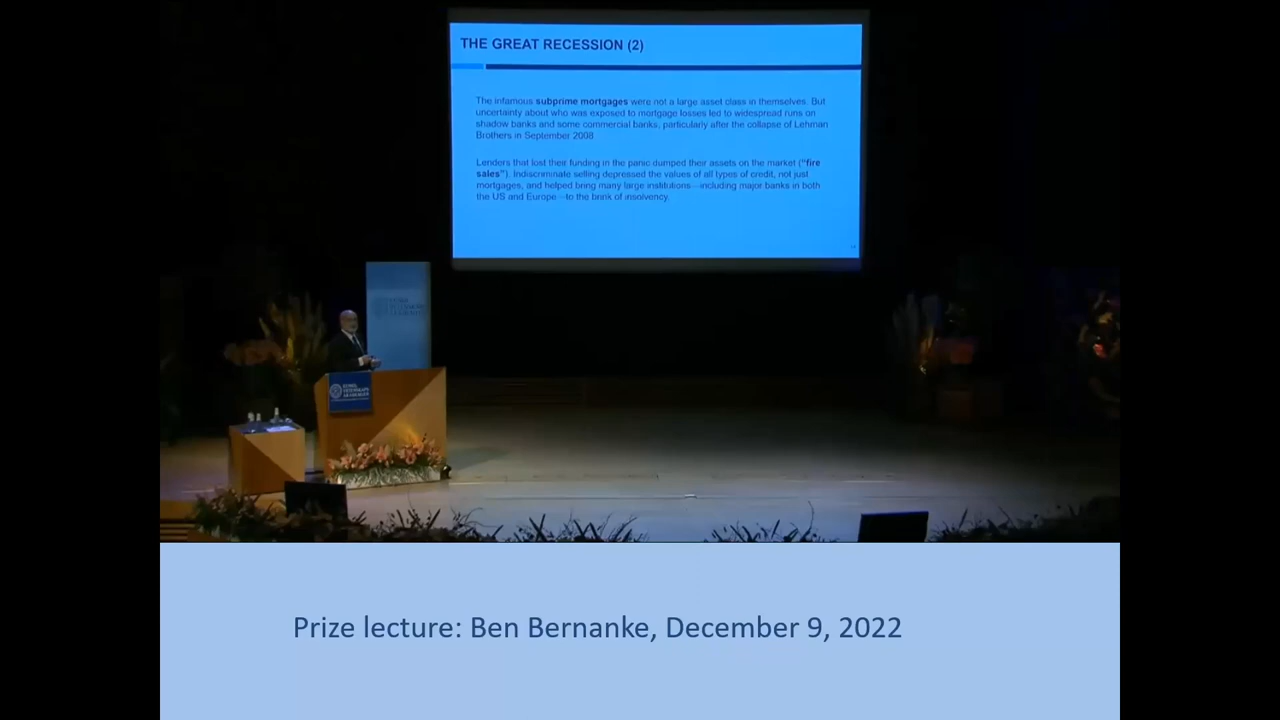 THE GREAT RECESSION (2)
The infamous subprime mortgages were not a large asset class in themselves. But
uncertainty about who was exposed to mortgage losses led to widespread runs on
shadow banks and some commercial banks, particularly after the collapse of Lehman
Brothers in September 2008
Lenders that lost their funding in the panic dumped their assets on the market ("fire
sales"). Indiscriminate selling depressed the values of all types of credit, not just
mortgages, and helped bring many large institutions—including major banks in both
the US and Europe—to the brink of insolvency.
Prize lecture: Ben Bernanke, December 9, 2022